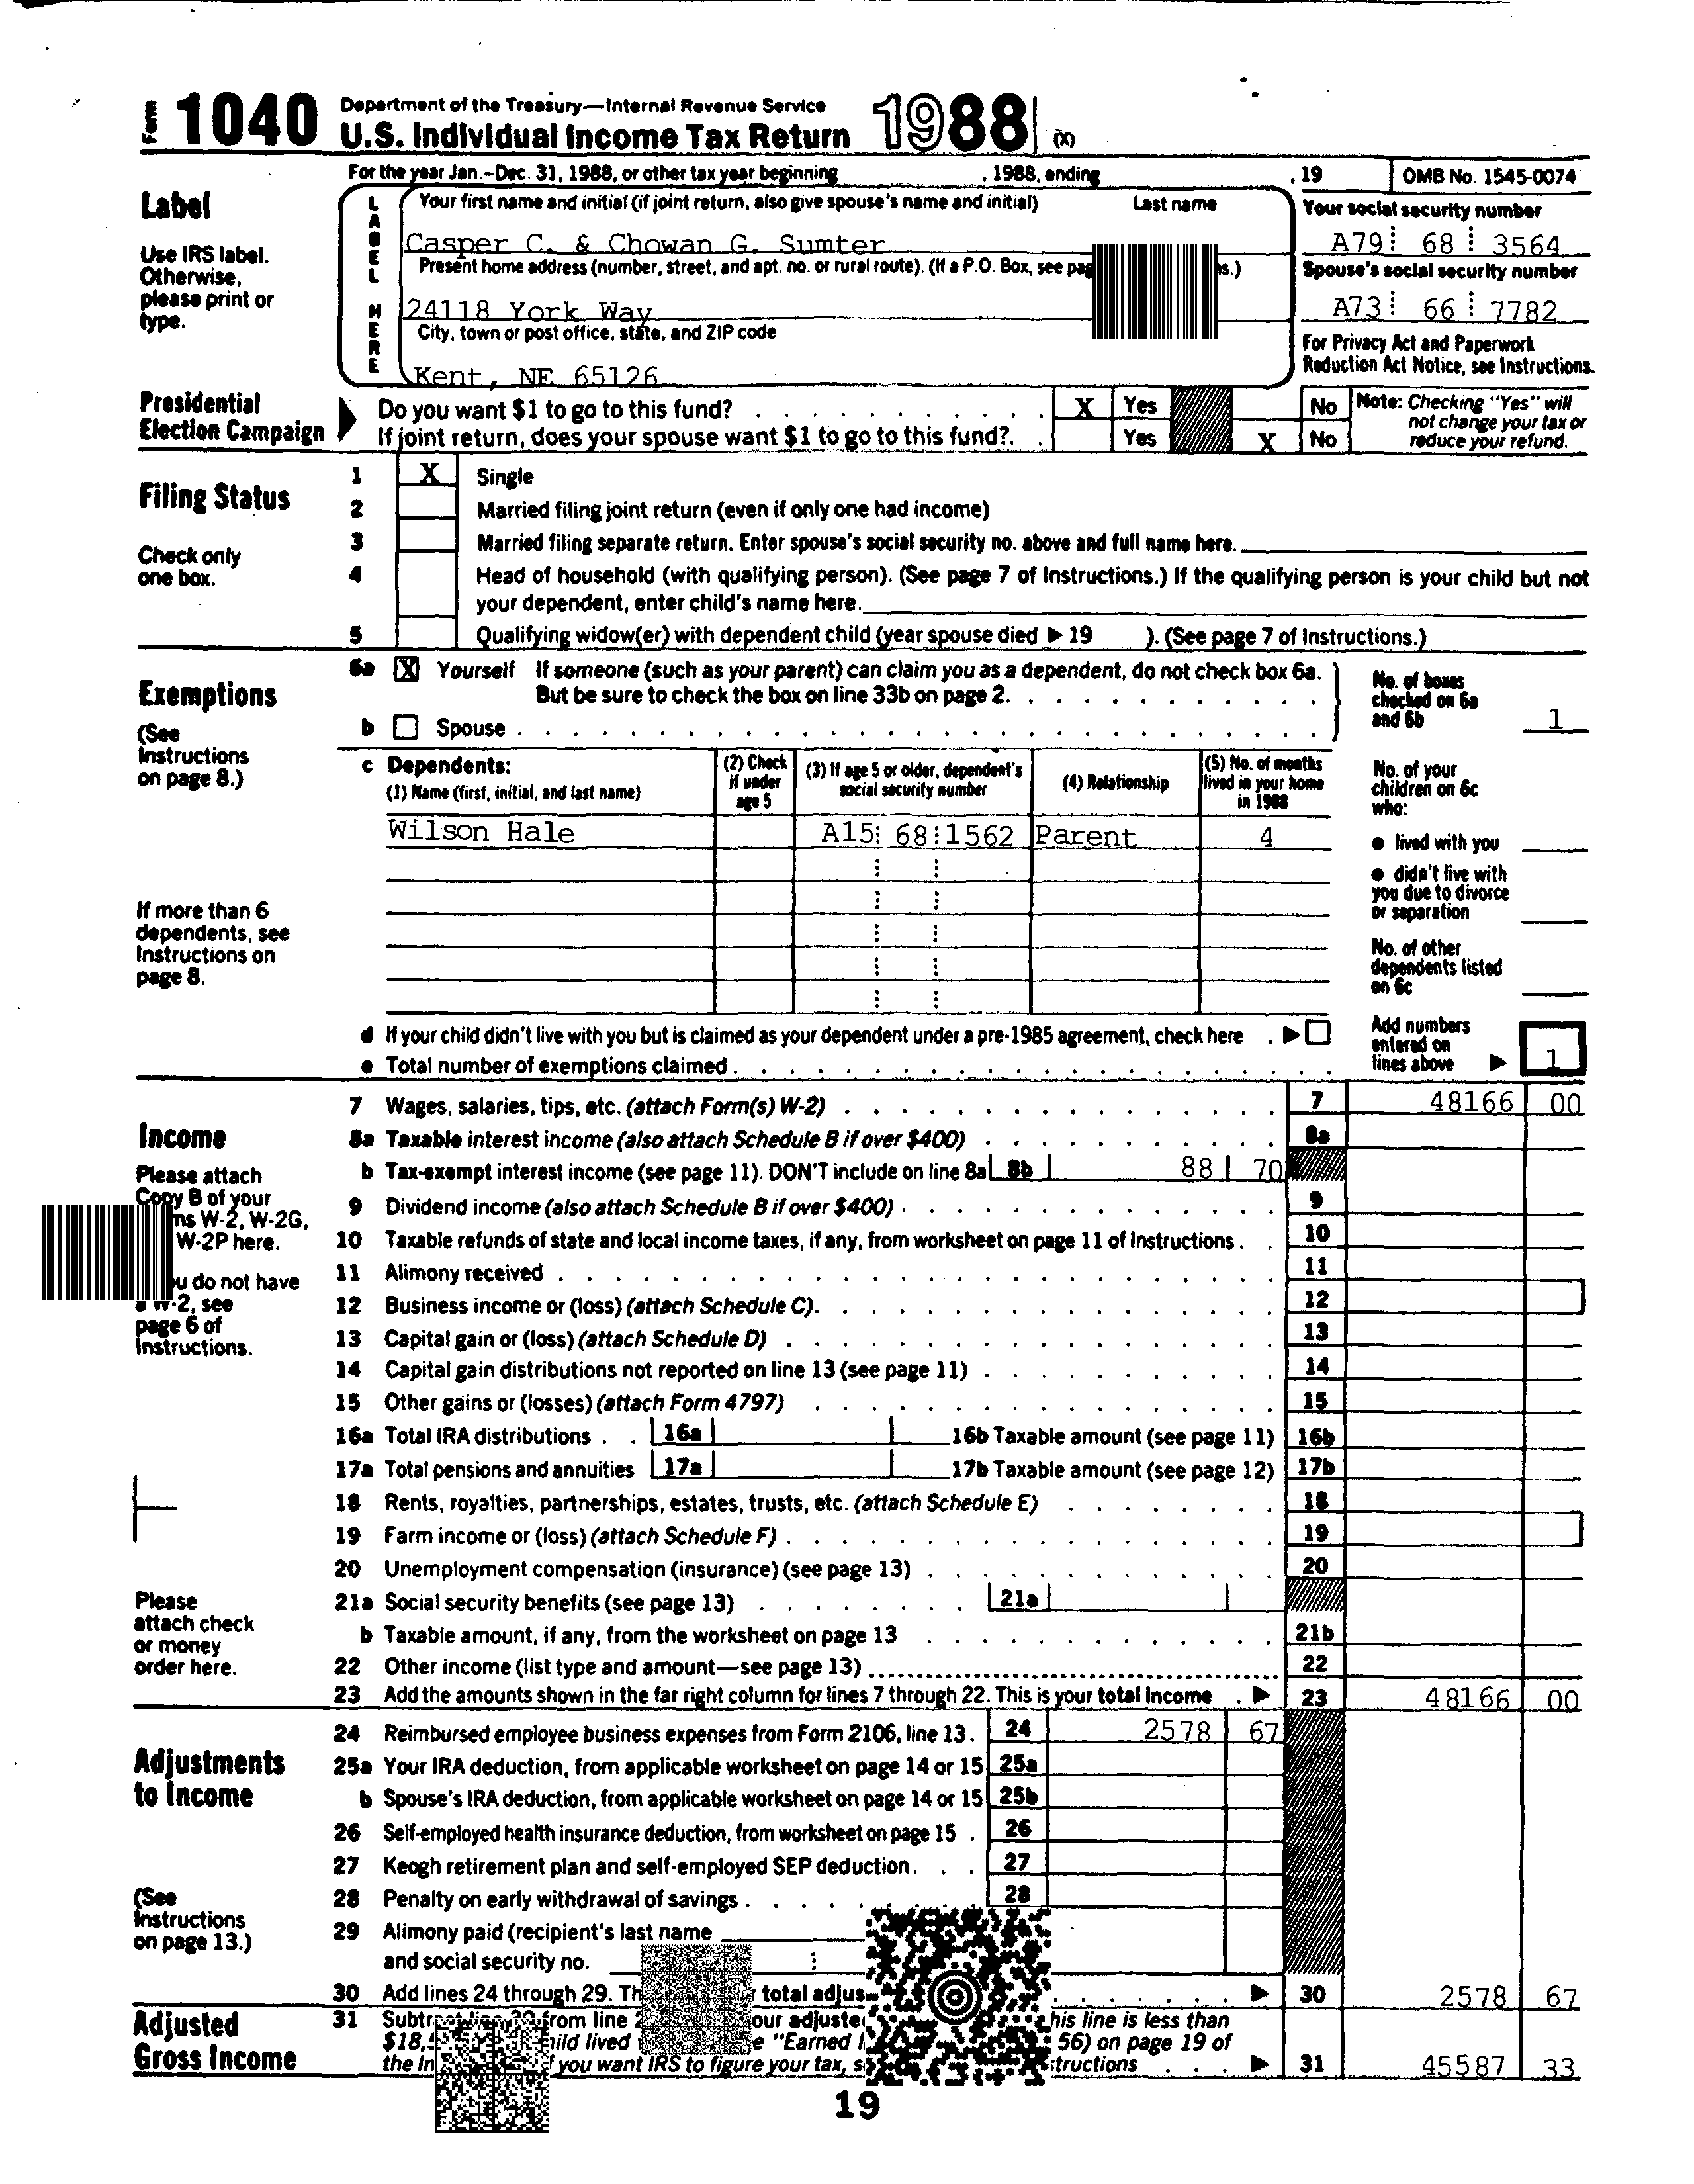 Form 1040 Department of the Treasury—Internal Revenue Service
U.S. Individual Income Tax Return 1988 (X)
For the year Jan.–Dec. 31, 1988, or other tax year beginning , 1988, ending , 19 OMB No. 1545-0074
Label
Use IRS label.
Otherwise,
please print or
type.
LABEL HERE
Your first name and initial (if joint return, also give spouse's name and initial) Last name
Casper C. & Chowan G. Sumter
Present home address (number, street, and apt. no. or rural route). (If a P.O. Box, see
24118 York Way
City, town or post office, state, and ZIP code
Kent, NE 65126
Your social security number
A79 68 3564
Spouse's social security number
A73 66 7782
For Privacy Act and Paperwork
Reduction Act Notice, see Instructions.
Presidential
Election Campaign
Do you want $1 to go to this fund? X Yes No
If joint return, does your spouse want $1 to go to this fund?. Yes X No
Note: Checking "Yes" will
not change your tax or
reduce your refund.
Filing Status
Check only
one box.
1 X Single
2 Married filing joint return (even if only one had income)
3 Married filing separate return. Enter spouse's social security no. above and full name here.
4 Head of household (with qualifying person). (See page 7 of Instructions.) If the qualifying person is your child but not
your dependent, enter child's name here.
5 Qualifying widow(er) with dependent child (year spouse died ▶ 19 ). (See page 7 of Instructions.)
Exemptions
(See
Instructions
on page 8.)
6a X Yourself If someone (such as your parent) can claim you as a dependent, do not check box 6a.
But be sure to check the box on line 33b on page 2.
b Spouse
No. of boxes
checked on 6a
and 6b 1
c Dependents:
(1) Name (first, initial, and last name)
(2) Check
if under
age 5
(3) If age 5 or older, dependent's
social security number
(4) Relationship
(5) No. of months
lived in your home
in 1988
Wilson Hale A15 68 1562 Parent 4
If more than 6
dependents, see
Instructions on
page 8.
No. of your
children on 6c
who:
● lived with you
● didn't live with
you due to divorce
or separation
No. of other
dependents listed
on 6c
d If your child didn't live with you but is claimed as your dependent under a pre-1985 agreement, check here . ▶
e Total number of exemptions claimed
Add numbers
entered on
lines above ▶ 1
Income
Please attach
Copy B of your
W-2, W-2G,
W-2P here.
do not have
W-2, see
page 6 of
Instructions.
Please
attach check
or money
order here.
7 Wages, salaries, tips, etc. (attach Form(s) W-2) 7 48166 00
8a Taxable interest income (also attach Schedule B if over $400) 8a
b Tax-exempt interest income (see page 11). DON'T include on line 8a 8b 88 70
9 Dividend income (also attach Schedule B if over $400) 9
10 Taxable refunds of state and local income taxes, if any, from worksheet on page 11 of Instructions 10
11 Alimony received 11
12 Business income or (loss) (attach Schedule C) 12
13 Capital gain or (loss) (attach Schedule D) 13
14 Capital gain distributions not reported on line 13 (see page 11) 14
15 Other gains or (losses) (attach Form 4797) 15
16a Total IRA distributions 16a 16b Taxable amount (see page 11) 16b
17a Total pensions and annuities 17a 17b Taxable amount (see page 12) 17b
18 Rents, royalties, partnerships, estates, trusts, etc. (attach Schedule E) 18
19 Farm income or (loss) (attach Schedule F) 19
20 Unemployment compensation (insurance) (see page 13) 20
21a Social security benefits (see page 13) 21a
b Taxable amount, if any, from the worksheet on page 13 21b
22 Other income (list type and amount—see page 13) 22
23 Add the amounts shown in the far right column for lines 7 through 22. This is your total income ▶ 23 48166 00
Adjustments
to Income
(See
Instructions
on page 13.)
24 Reimbursed employee business expenses from Form 2106, line 13. 24 2578 67
25a Your IRA deduction, from applicable worksheet on page 14 or 15 25a
b Spouse's IRA deduction, from applicable worksheet on page 14 or 15 25b
26 Self-employed health insurance deduction, from worksheet on page 15 26
27 Keogh retirement plan and self-employed SEP deduction 27
28 Penalty on early withdrawal of savings 28
29 Alimony paid (recipient's last name
and social security no.
30 Add lines 24 through 29. total ▶ 30 2578 67
Adjusted
Gross Income
31 from line his line is less than
lived "Earned 56) on page 19 of
the you want IRS to figure your tax, ▶ 31 45587 33
19